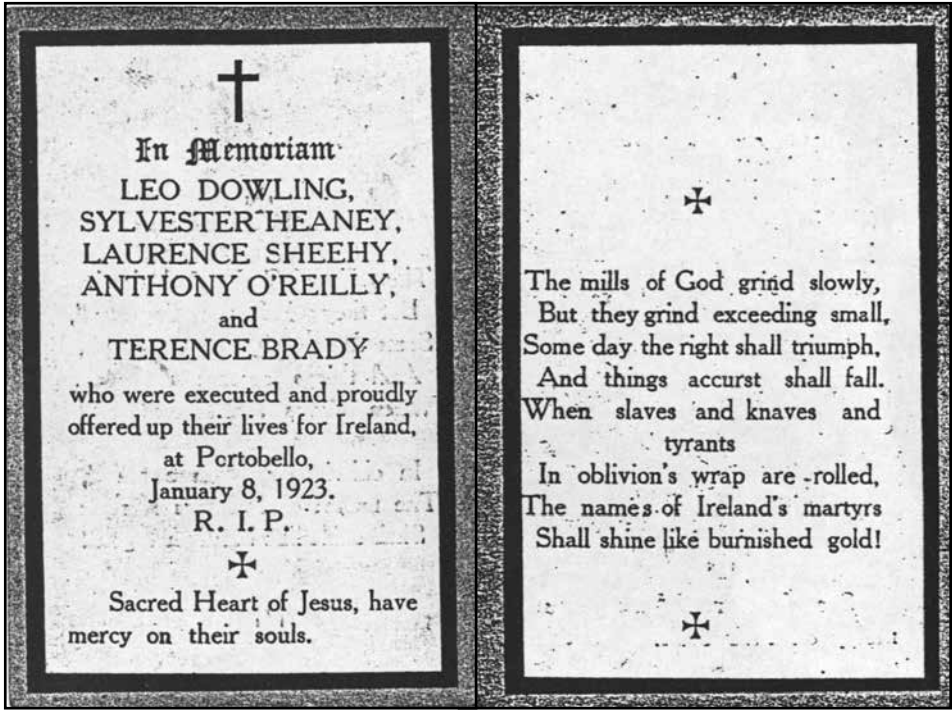 In Memoriam
LEO DOWLING,
SYLVESTER HEANEY,
LAURENCE SHEEHY,
ANTHONY O'REILLY,
and
TERENCE BRADY
who were executed and proudly
offered up their lives for Ireland,
at Portobello,
January 8, 1923.
R. I. P.
Sacred Heart of Jesus, have
mercy on their souls.
The mills of God grind slowly,
But they grind exceeding small,
Some day the right shall triumph,
And things accurst shall fall.
When slaves and knaves and
tyrants
In oblivion's wrap are rolled,
The names of Ireland's martyrs
Shall shine like burnished gold!